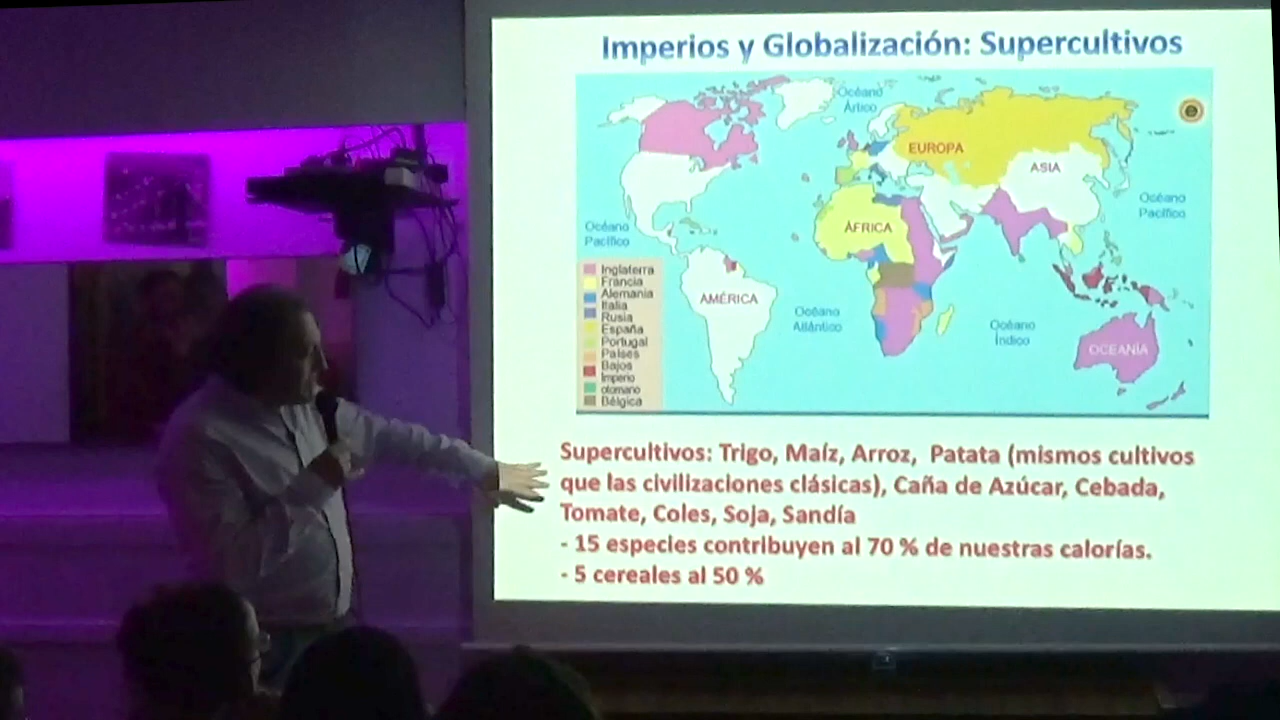 Imperios y Globalización: Supercultivos
Océano
Ártico
EUROPA
ASIA
Océano
Pacífico
Océano
Pacífico
ÁFRICA
Inglaterra
Francia
Alemania
Italia
Rusia
España
Portugal
Países
Bajos
Imperio
otomano
Bélgica
AMÉRICA
Océano
Atlántico
Océano
Índico
OCEANÍA
Supercultivos: Trigo, Maíz, Arroz, Patata (mismos cultivos
que las civilizaciones clásicas), Caña de Azúcar, Cebada,
Tomate, Coles, Soja, Sandía
- 15 especies contribuyen al 70 % de nuestras calorías.
- 5 cereales al 50 %